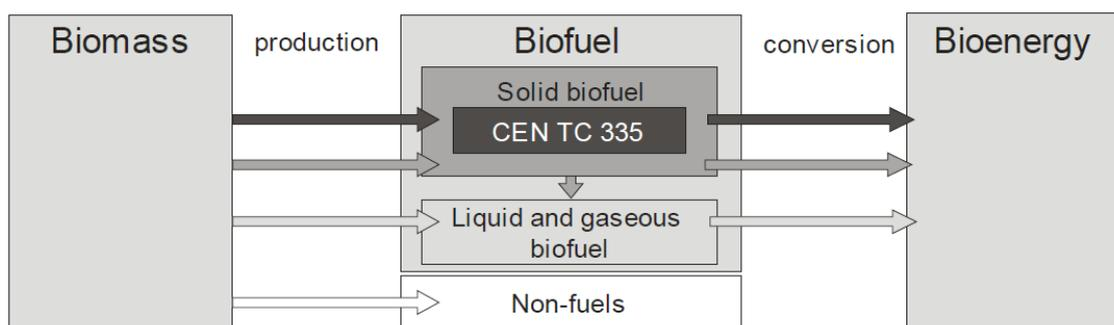 Biomass
production
Biofuel
conversion
Bioenergy
Solid biofuel
CEN TC 335
Liquid and gaseous
biofuel
Non-fuels